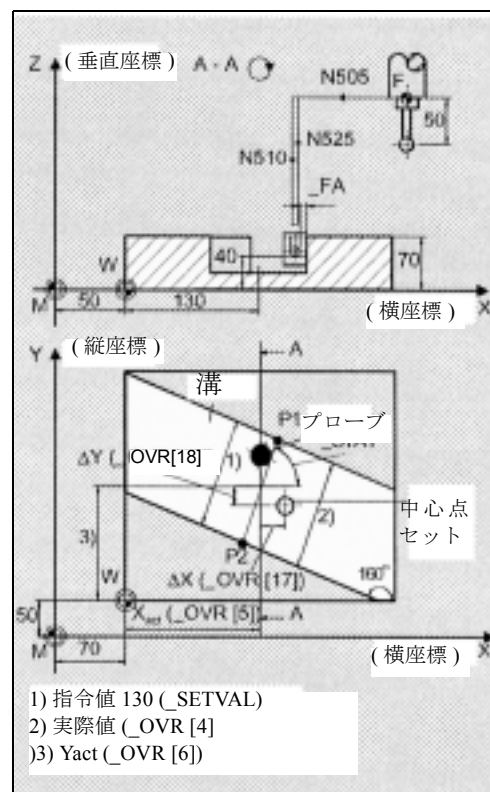 Z
( 垂直座標 )
A - A
N505
F
50
N525
N510
_FA
40
70
W
M
50
130
X
( 横座標 )
Y
( 縦座標 )
A
溝
P1
プローブ
ΔY (_OVR[18]
1)
中心点
セット
2)
3)
P2
ΔX (_OVR [17])
160°
W
50
Xact (_OVR [5])
A
M
70
X
( 横座標 )
1) 指令値 130 (_SETVAL)
2) 実際値 (_OVR [4]
)3) Yact (_OVR [6])